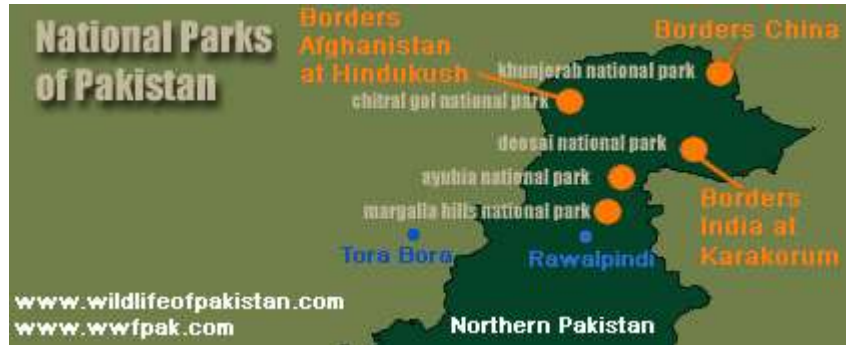 National Parks
of Pakistan
Borders
Afghanistan
at Hindukush
Borders China
khunjerab national park
chitral gol national park
deosai national park
ayubia national park
margalla hills national park
Borders
India at
Karakorum
Tora Bora
Rawalpindi
www.wildlifeofpakistan.com
www.wwfpak.com
Northern Pakistan